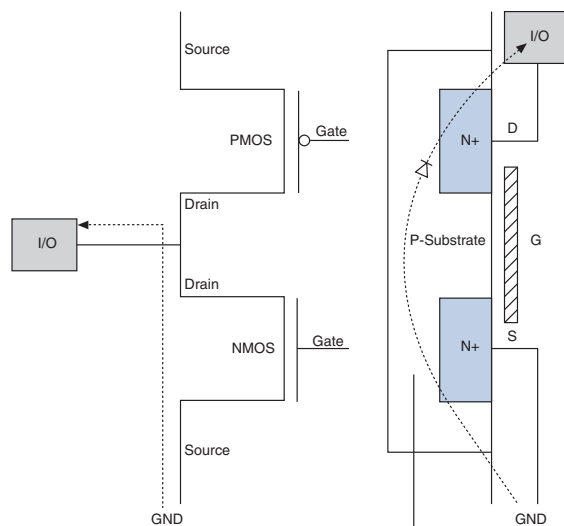 Source
PMOS
Gate
Drain
I/O
Drain
NMOS
Gate
Source
GND
I/O
N+
D
P-Substrate
G
S
N+
GND